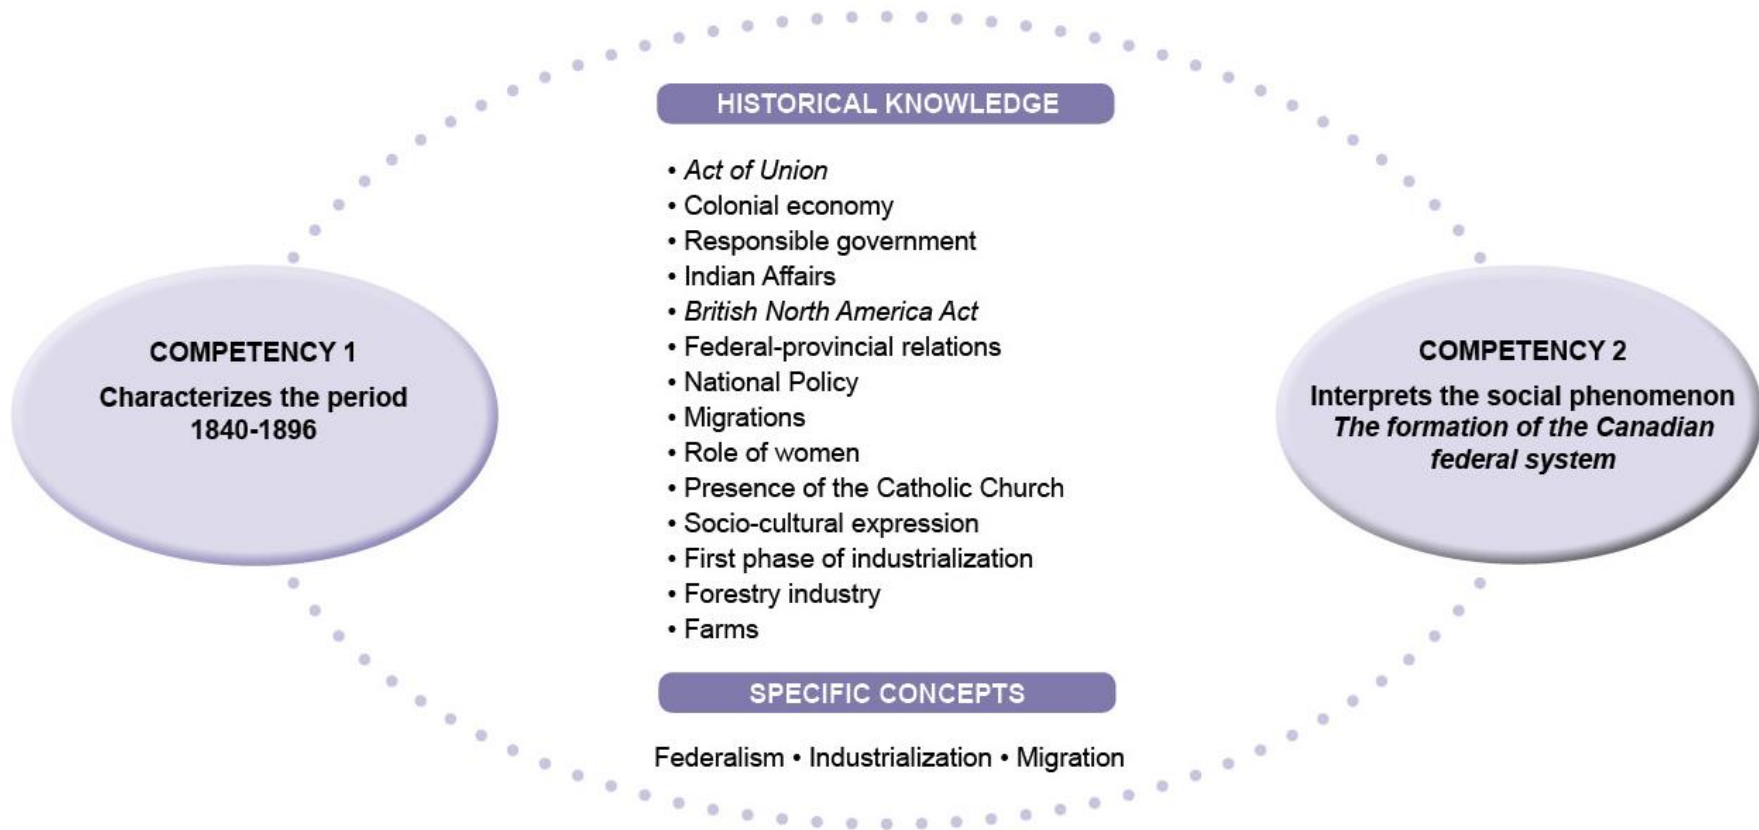 HISTORICAL KNOWLEDGE
• Act of Union
• Colonial economy
• Responsible government
• Indian Affairs
• British North America Act
• Federal-provincial relations
• National Policy
• Migrations
• Role of women
• Presence of the Catholic Church
• Socio-cultural expression
• First phase of industrialization
• Forestry industry
• Farms
SPECIFIC CONCEPTS
Federalism • Industrialization • Migration
COMPETENCY 1
Characterizes the period
1840-1896
COMPETENCY 2
Interprets the social phenomenon
The formation of the Canadian
federal system